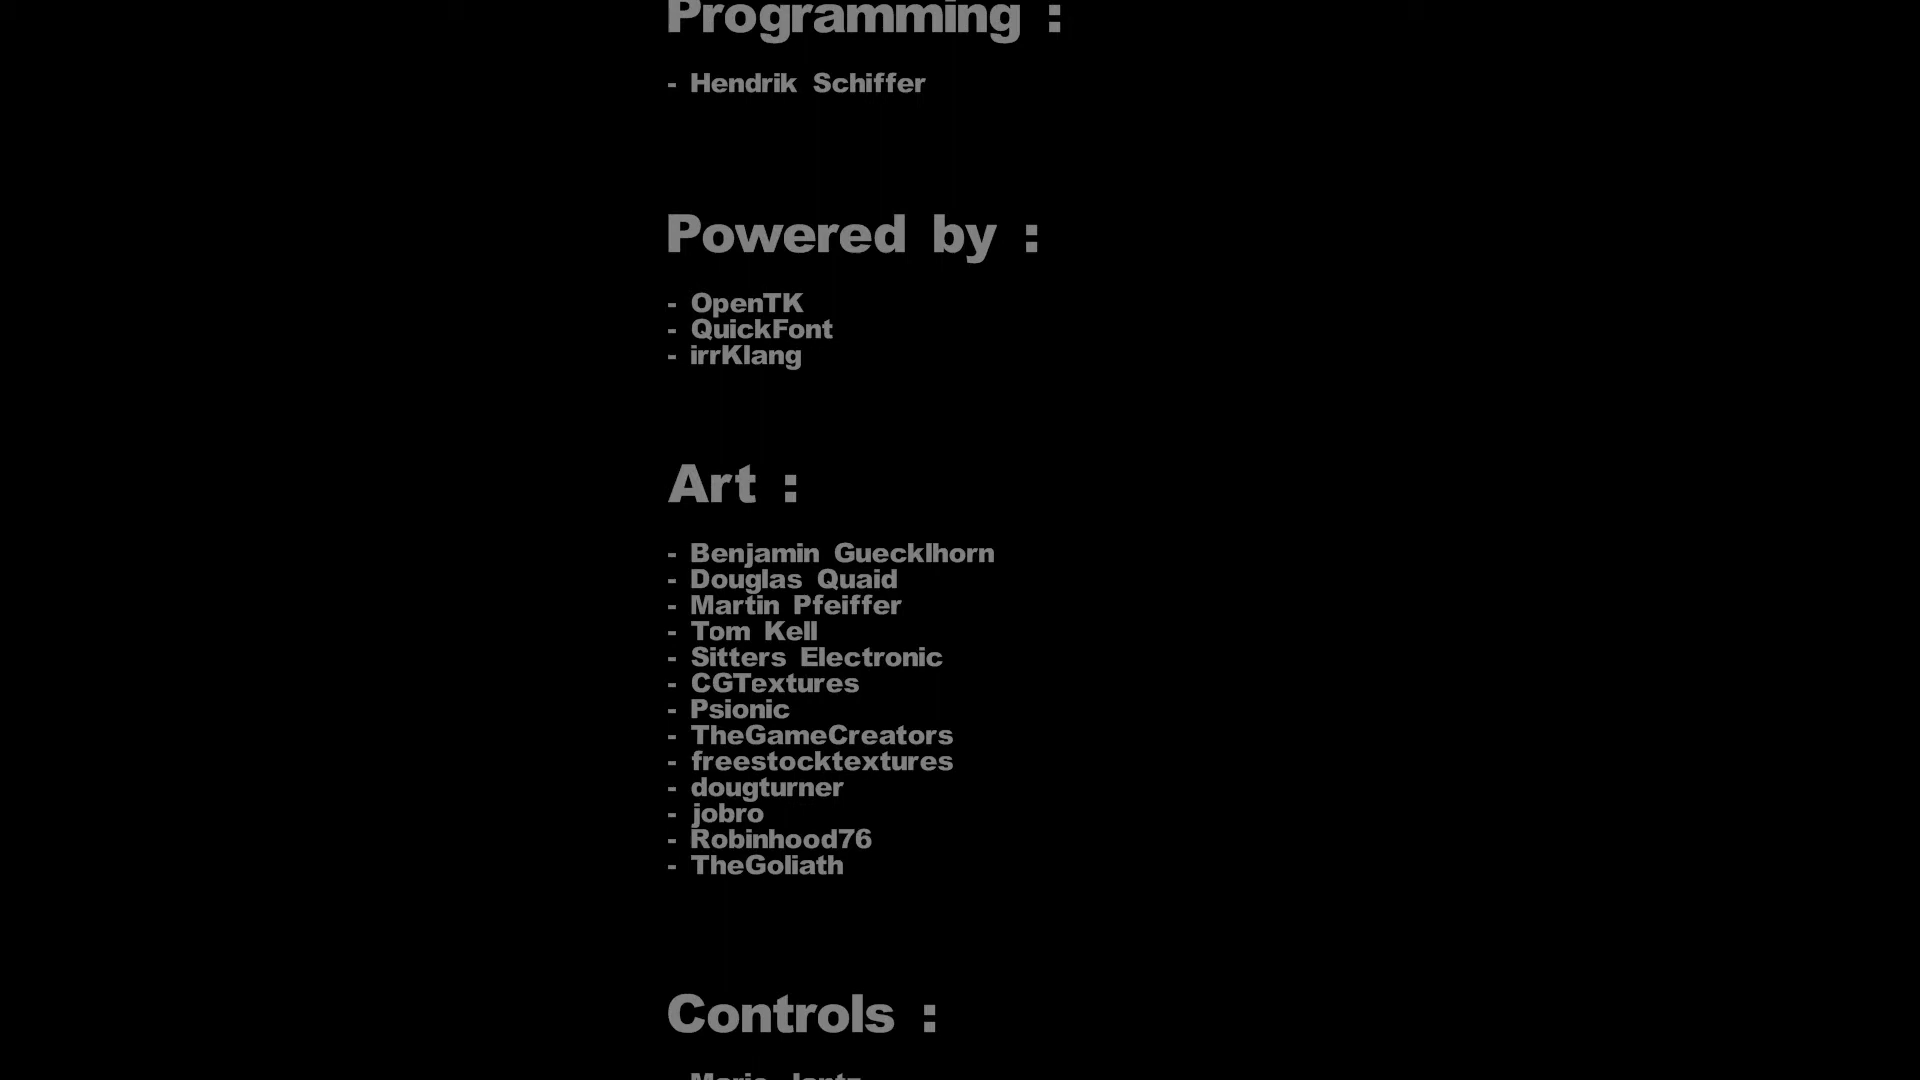 Programming :
- Hendrik Schiffer
Powered by :
- OpenTK
- QuickFont
- irrKlang
Art :
- Benjamin Guecklhorn
- Douglas Quaid
- Martin Pfeiffer
- Tom Kell
- Sitters Electronic
- CGTextures
- Psionic
- TheGameCreators
- freestocktextures
- dougturner
- jobro
- Robinhood76
- TheGoliath
Controls :